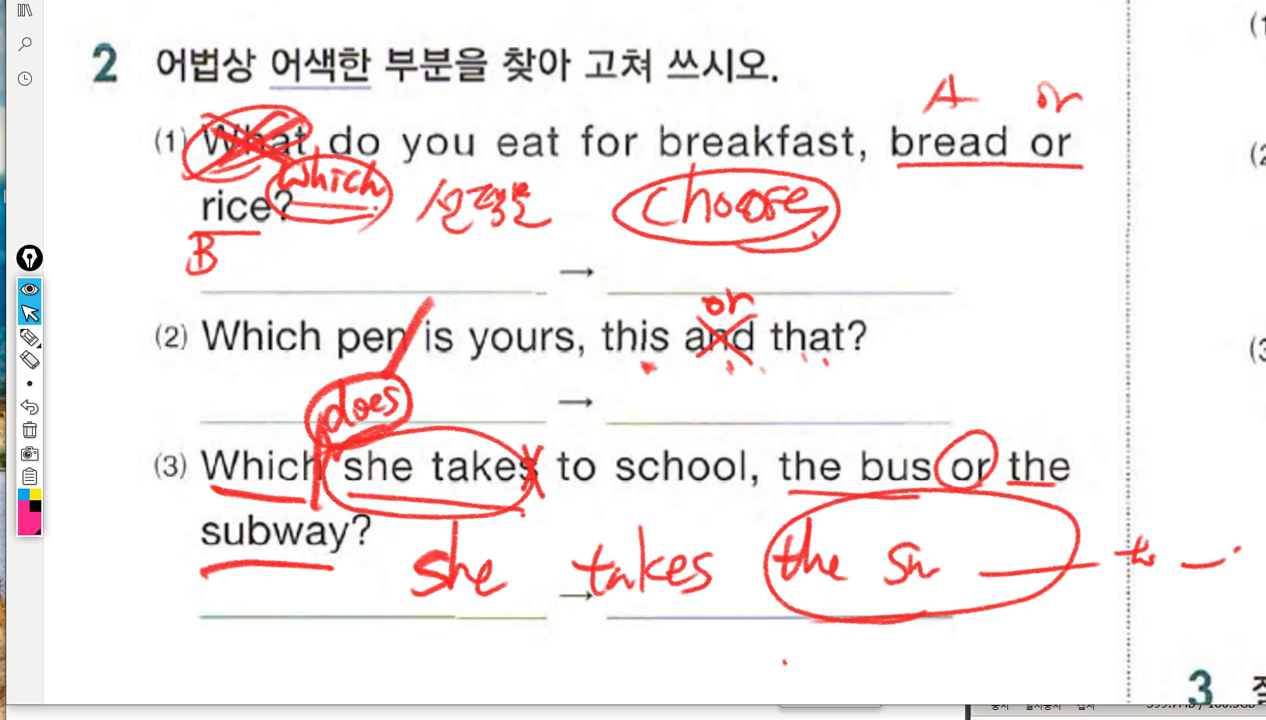 2 어법상 어색한 부분을 찾아 고쳐 쓰시오.
A or
(1) What do you eat for breakfast, bread or
rice? which 선택은 choose
B
→
or
(2) Which pen is yours, this and that?
does →
(3) Which she takes to school, the bus or the
subway?
she takes the su
→
3